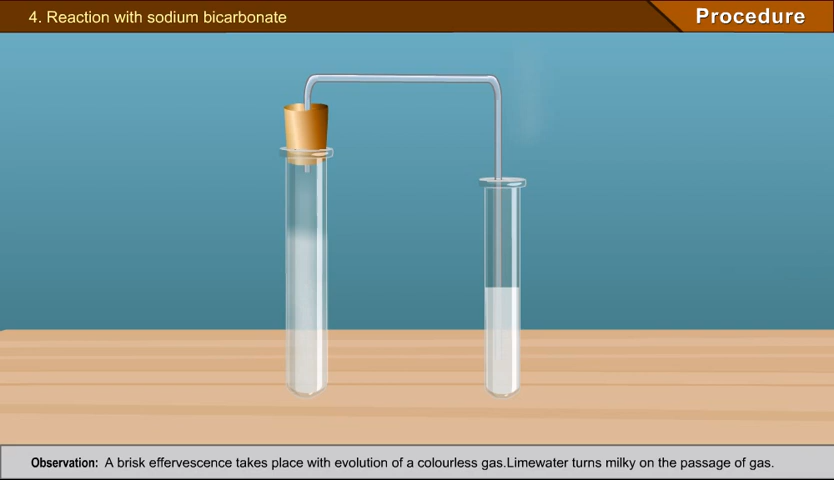 4. Reaction with sodium bicarbonate
Procedure
Observation: A brisk effervescence takes place with evolution of a colourless gas.Limewater turns milky on the passage of gas.